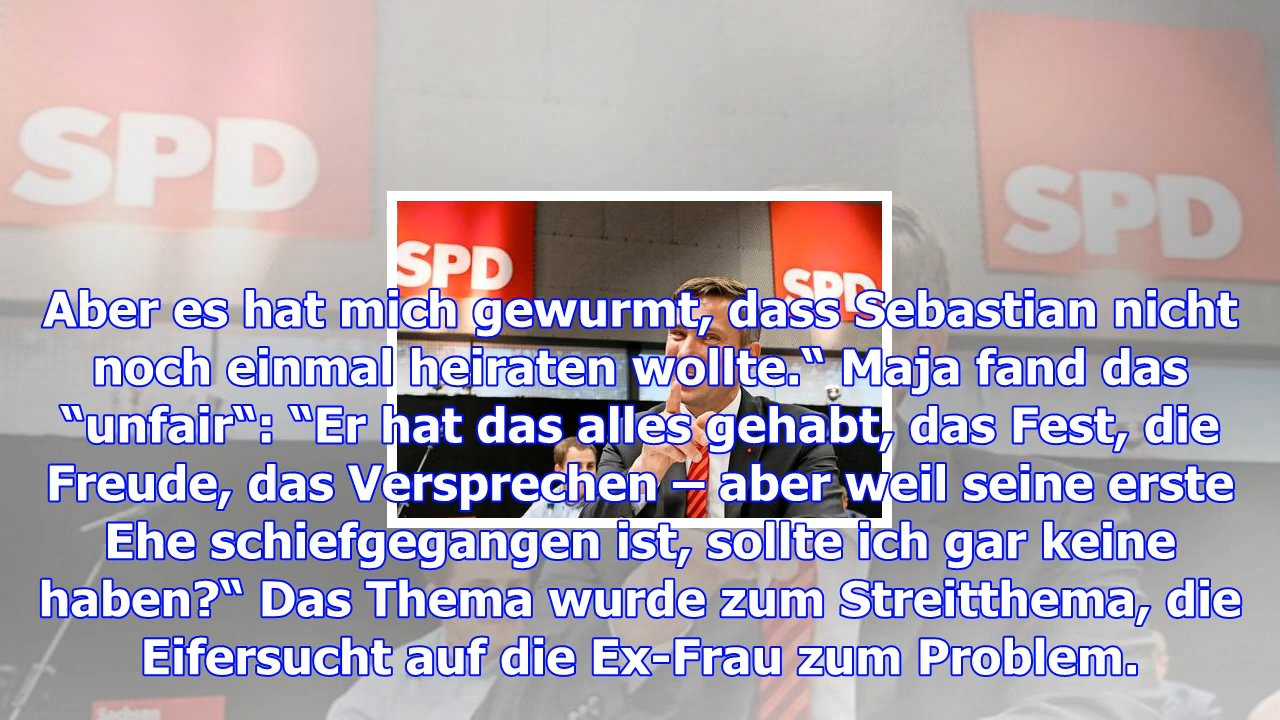 SPD
SPD
SPD
SPD
Aber es hat mich gewurmt, dass Sebastian nicht
noch einmal heiraten wollte.“ Maja fand das
“unfair“: “Er hat das alles gehabt, das Fest, die
Freude, das Versprechen – aber weil seine erste
Ehe schiefgegangen ist, sollte ich gar keine
haben?“ Das Thema wurde zum Streitthema, die
Eifersucht auf die Ex-Frau zum Problem.